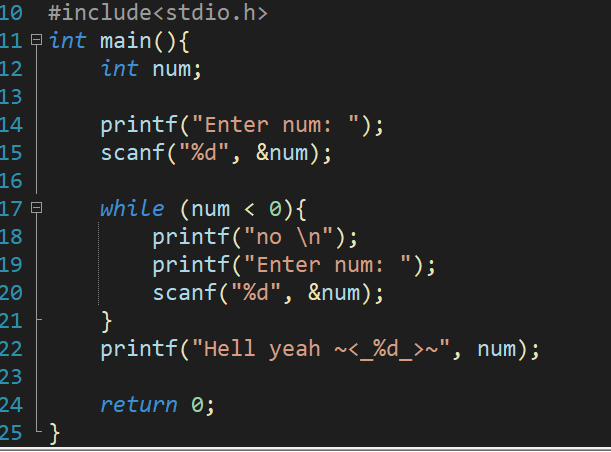 10 #include<stdio.h>
11 int main(){
12     int num;
13
14     printf("Enter num: ");
15     scanf("%d", &num);
16
17     while (num < 0){
18         printf("no \n");
19         printf("Enter num: ");
20         scanf("%d", &num);
21     }
22     printf("Hell yeah ~<_%d_>~", num);
23
24     return 0;
25 }